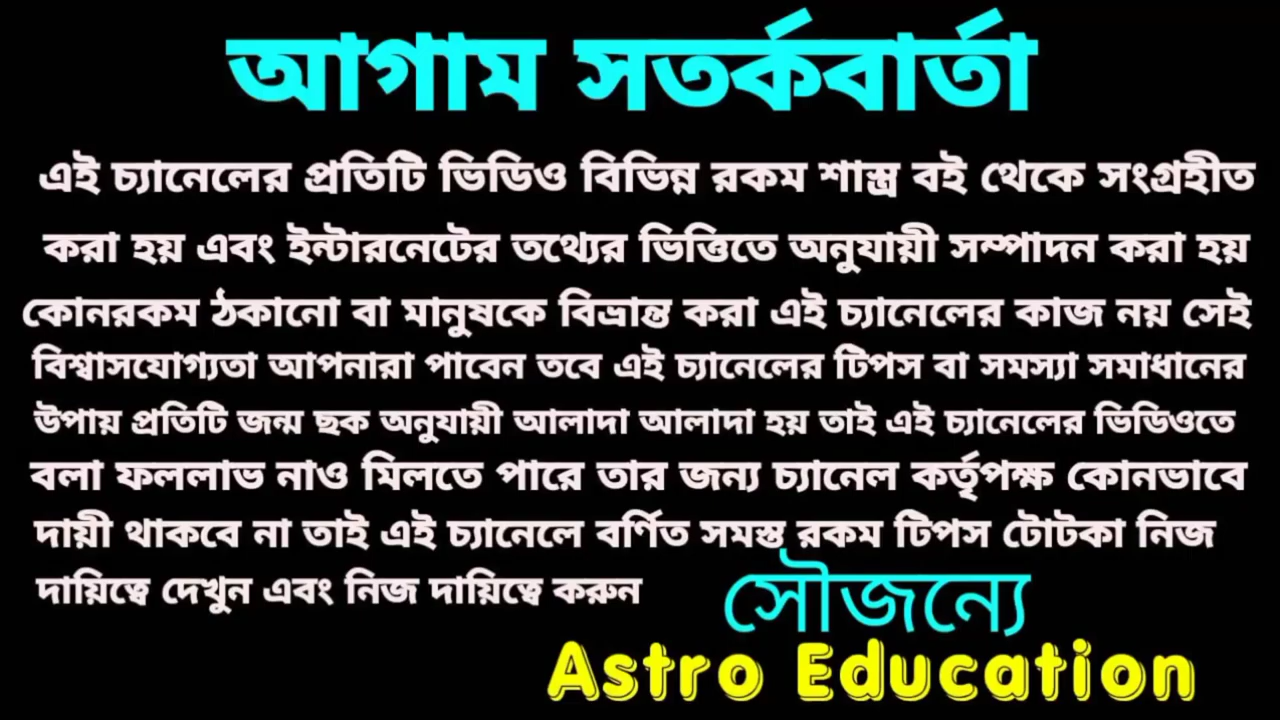 আগাম সতর্কবার্তা
এই চ্যানেলের প্রতিটি ভিডিও বিভিন্ন রকম শাস্ত্র বই থেকে সংগ্রহীত
করা হয় এবং ইন্টারনেটের তথ্যের ভিত্তিতে অনুযায়ী সম্পাদন করা হয়
কোনরকম ঠকানো বা মানুষকে বিভ্রান্ত করা এই চ্যানেলের কাজ নয় সেই
বিশ্বাসযোগ্যতা আপনারা পাবেন তবে এই চ্যানেলের টিপস বা সমস্যা সমাধানের
উপায় প্রতিটি জন্ম ছক অনুযায়ী আলাদা আলাদা হয় তাই এই চ্যানেলের ভিডিওতে
বলা ফললাভ নাও মিলতে পারে তার জন্য চ্যানেল কর্তৃপক্ষ কোনভাবে
দায়ী থাকবে না তাই এই চ্যানেলে বর্ণিত সমস্ত রকম টিপস টোটকা নিজ
দায়িত্বে দেখুন এবং নিজ দায়িত্বে করুন
সৌজন্যে
Astro Education